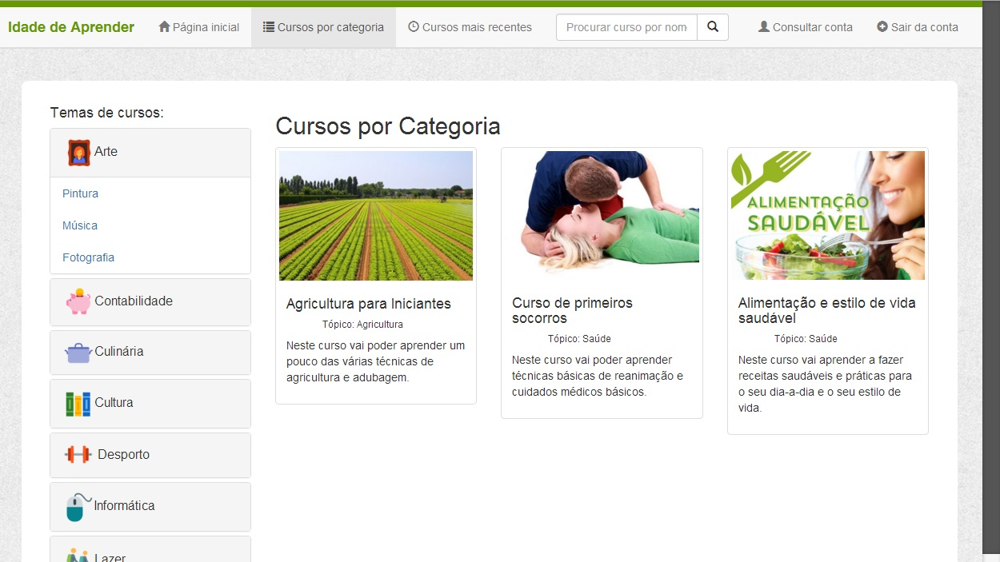 Idade de Aprender
Página inicial
Cursos por categoria
Cursos mais recentes
Procurar curso por nom
Consultar conta
Sair da conta
Temas de cursos:
Arte
Pintura
Música
Fotografia
Contabilidade
Culinária
Cultura
Desporto
Informática
Lazer
Cursos por Categoria
Agricultura para Iniciantes
Tópico: Agricultura
Neste curso vai poder aprender um
pouco das várias técnicas de
agricultura e adubagem.
Curso de primeiros
socorros
Tópico: Saúde
Neste curso vai poder aprender
técnicas básicas de reanimação e
cuidados médicos básicos.
ALIMENTAÇÃO
SAUDÁVEL
Alimentação e estilo de vida
saudável
Tópico: Saúde
Neste curso vai aprender a fazer
receitas saudáveis e práticas para
o seu dia-a-dia e o seu estilo de
vida.